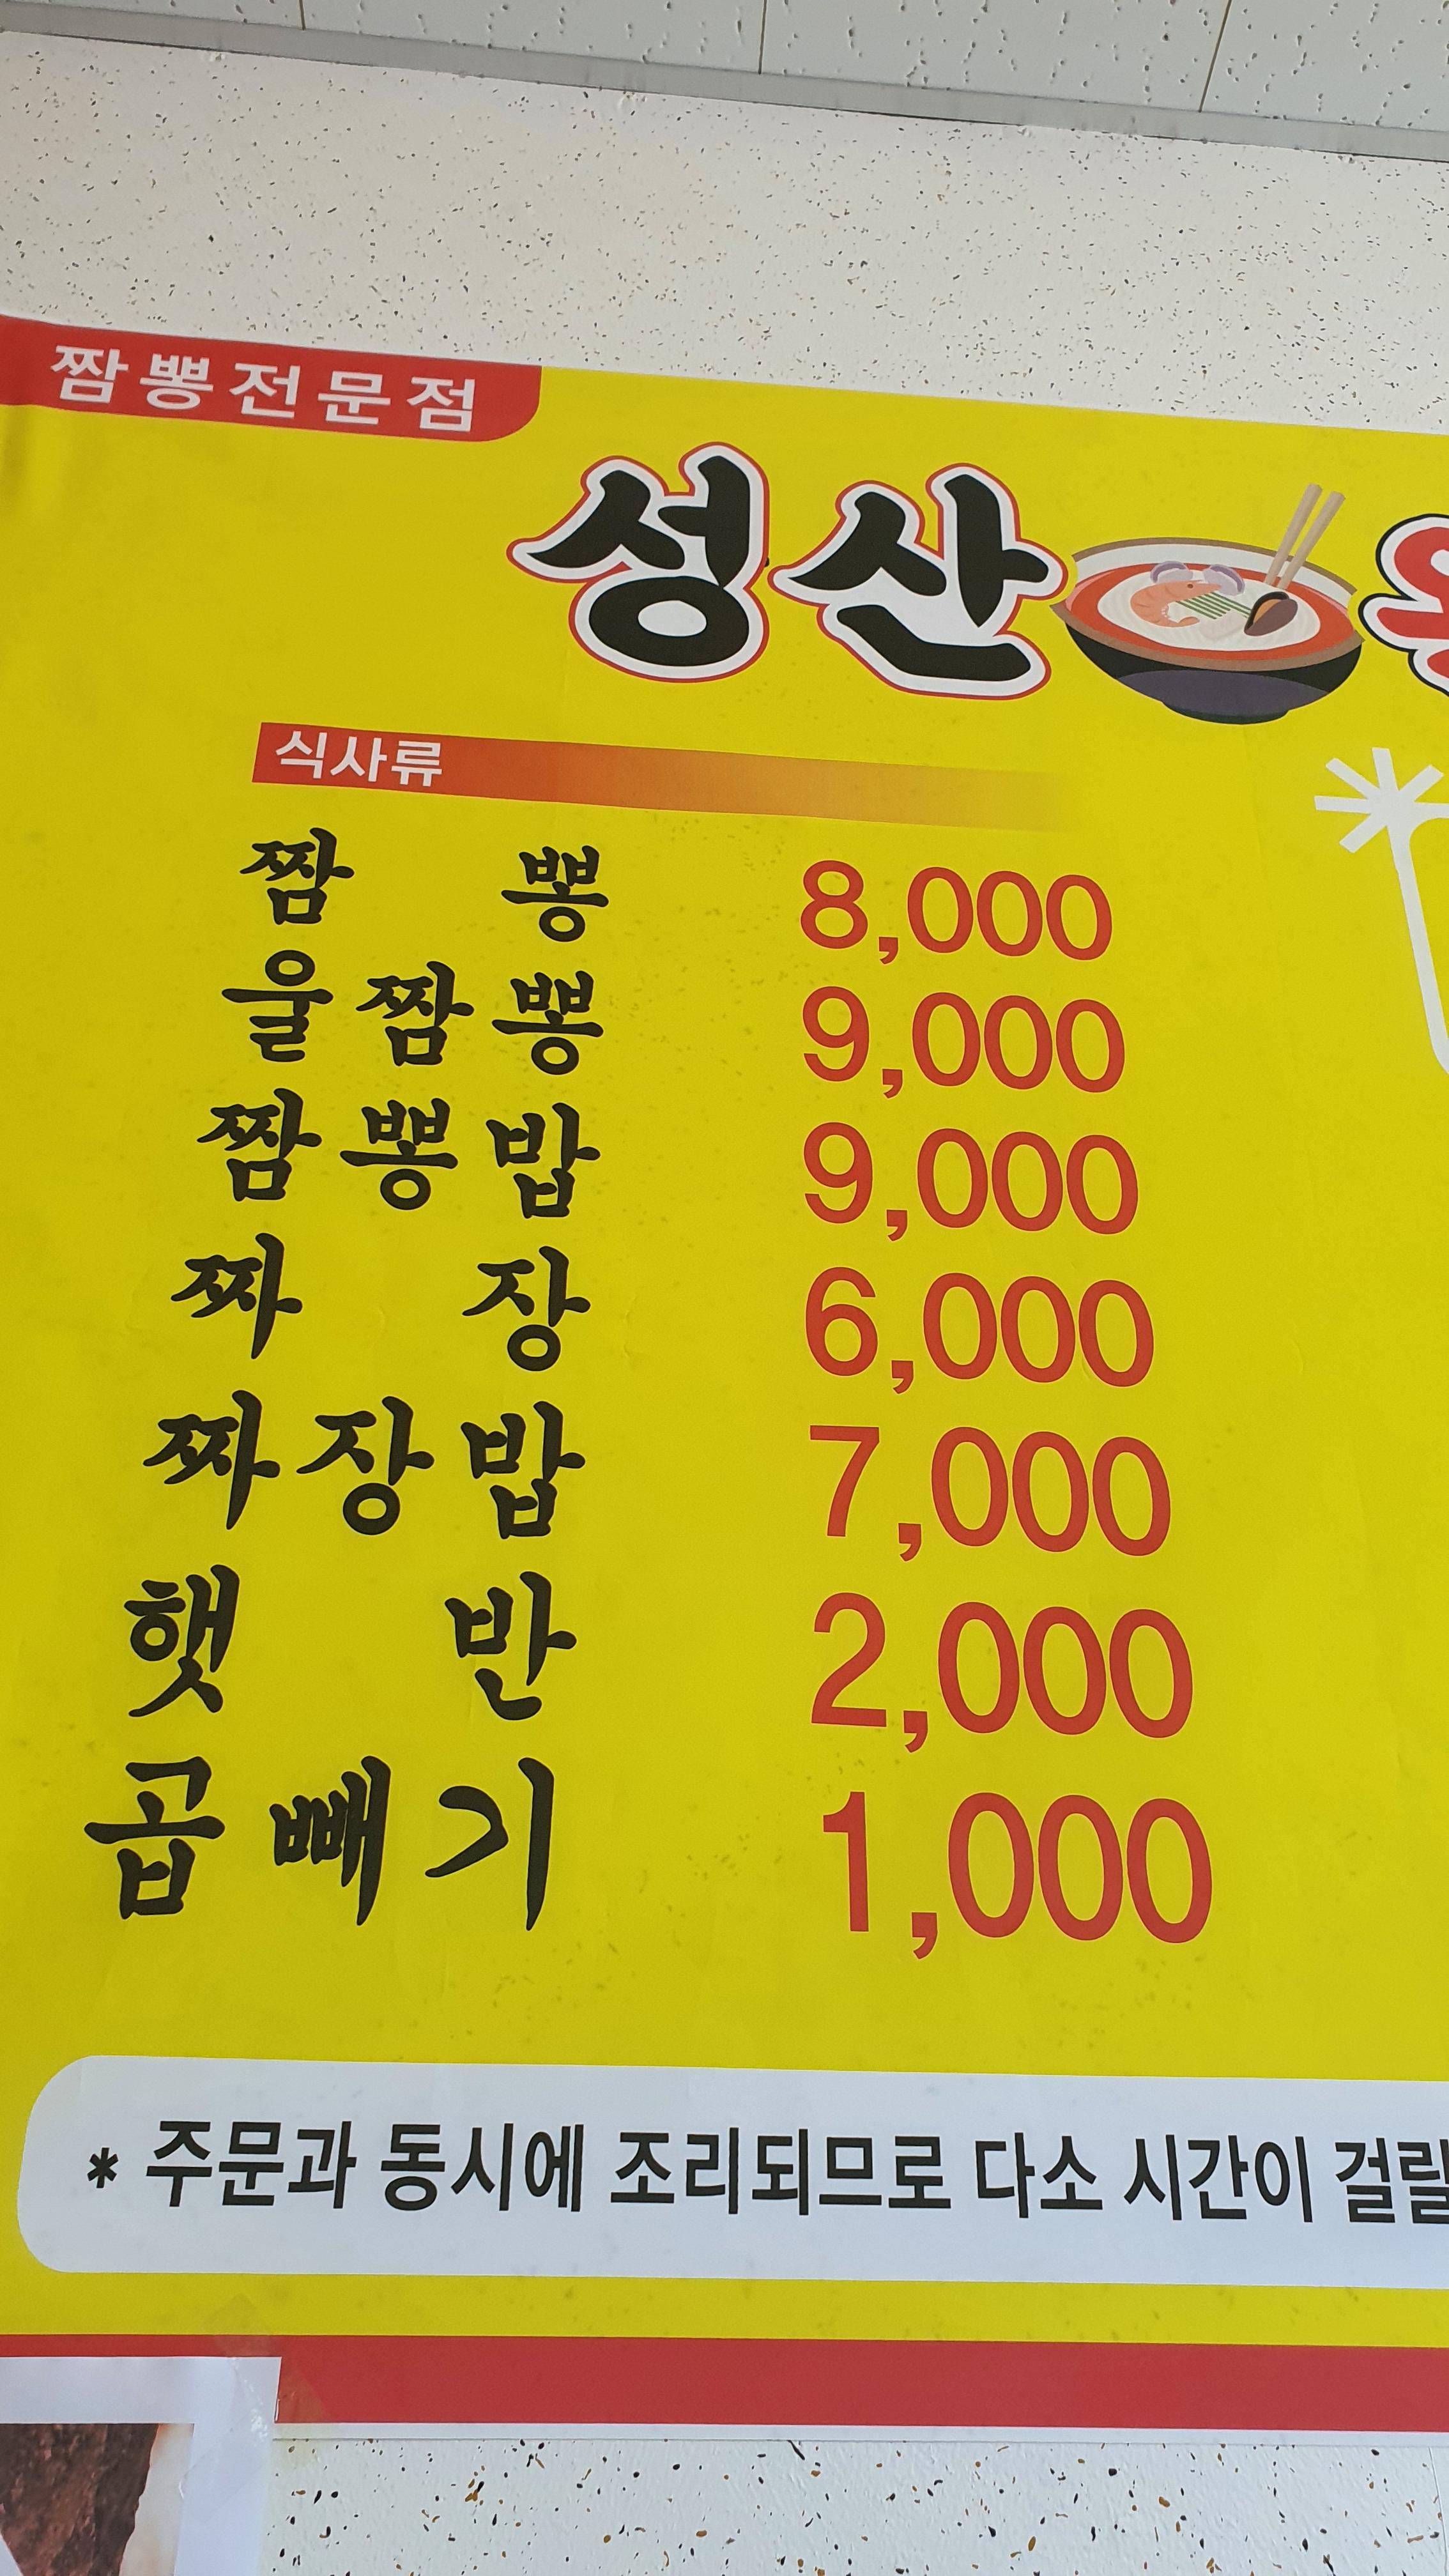 짬뽕전문점
성산
식사류
짬뽕 8,000
울짬뽕 9,000
짬뽕밥 9,000
짜장 6,000
짜장밥 7,000
햇반 2,000
곱빼기 1,000
* 주문과 동시에 조리되므로 다소 시간이 걸릴